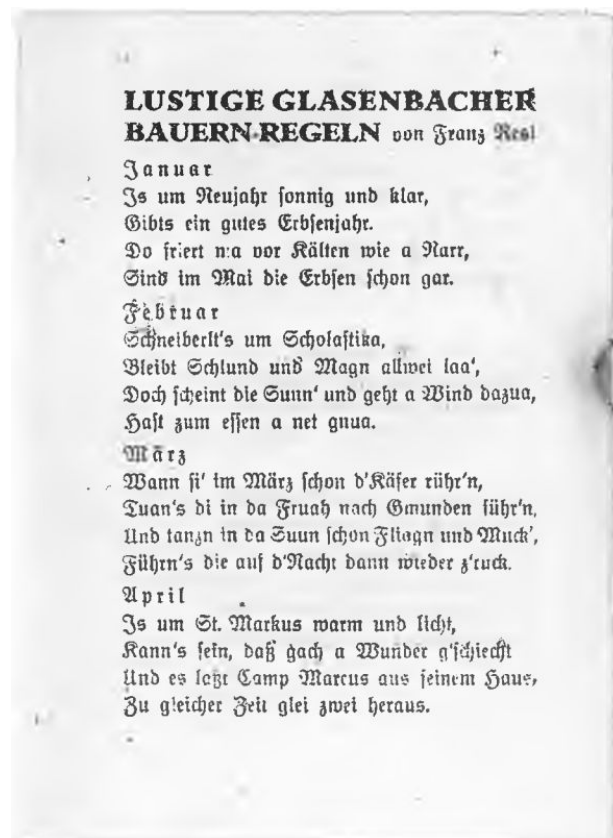 LUSTIGE GLASENBACHER
BAUERN-REGELN von Franz Resl
Januar
Is um Neujahr sonnig und klar,
Gibts ein gutes Erbsenjahr.
Do friert ma vor Kälten wie a Narr,
Sind im Mai die Erbsen schon gar.
Februar
Schneiberlt's um Scholastika,
Bleibt Schlund und Magn allwei laa',
Doch scheint die Sunn' und geht a Wind dazua,
Hast zum essen a net gnua.
März
Wann si' im März schon d'Käfer rühr'n,
Tuan's di in da Fruah nach Gmunden führ'n,
Und tanzn in da Suun schon Fliagn und Muck',
Führn's die auf d'Nacht dann wieder z'ruck.
April
Is um St. Markus warm und licht,
Kann's sein, daß gach a Wunder g'schiecht
Und es laßt Camp Marcus aus seinem Haus,
Zu gleicher Zeit glei zwei heraus.